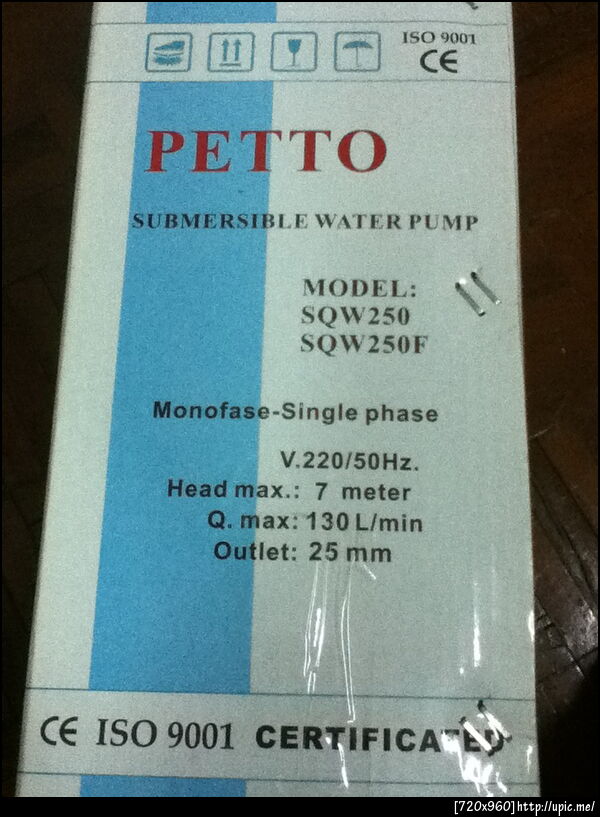 ISO 9001
CE
PETTO
SUBMERSIBLE WATER PUMP
MODEL:
SQW250
SQW250F
Monofase-Single phase
V.220/50Hz.
Head max.: 7 meter
Q. max: 130 L/min
Outlet: 25 mm
CE ISO 9001 CERTIFICATED
[720x960]http://upic.me/